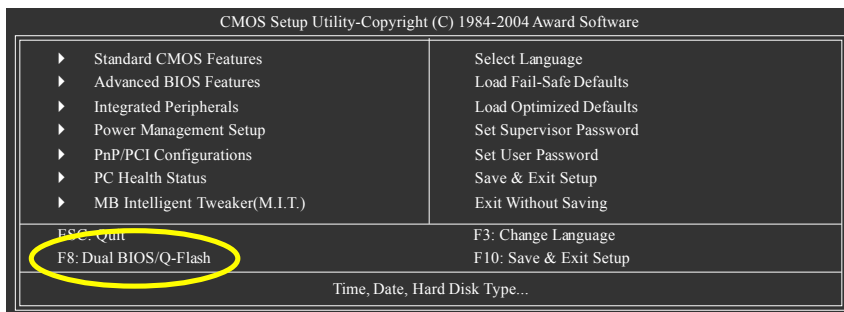 CMOS Setup Utility-Copyright (C) 1984-2004 Award Software
Standard CMOS Features
Advanced BIOS Features
Integrated Peripherals
Power Management Setup
PnP/PCI Configurations
PC Health Status
MB Intelligent Tweaker(M.I.T.)
Select Language
Load Fail-Safe Defaults
Load Optimized Defaults
Set Supervisor Password
Set User Password
Save & Exit Setup
Exit Without Saving
ESC: Quit
F8: Dual BIOS/Q-Flash
F3: Change Language
F10: Save & Exit Setup
Time, Date, Hard Disk Type...